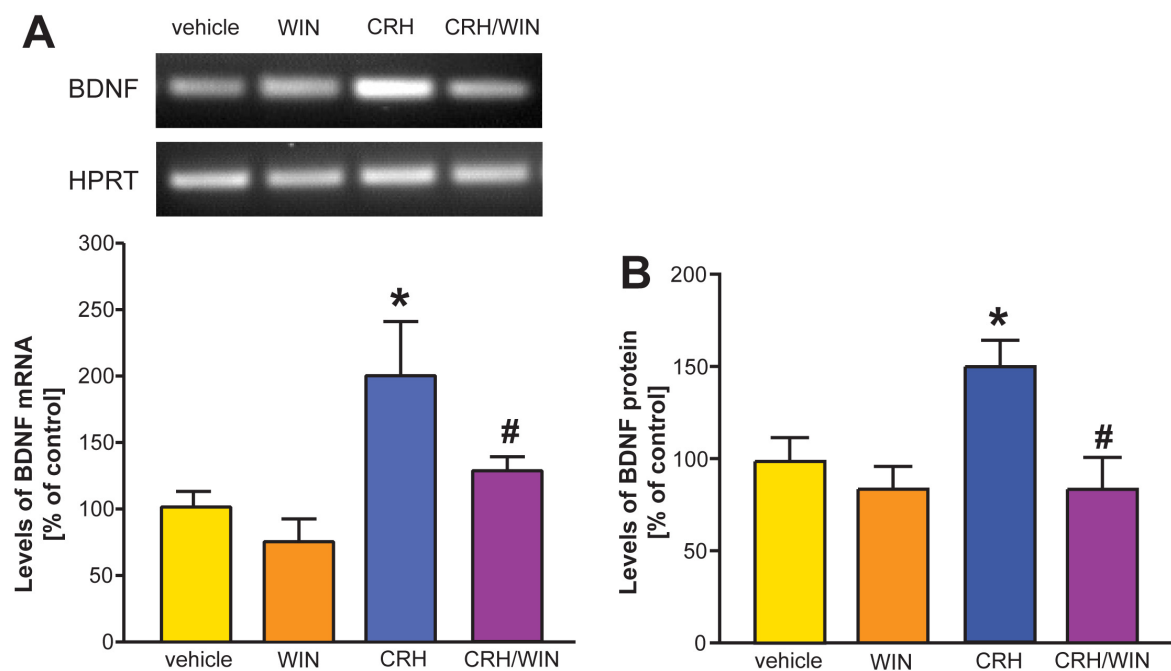 A
vehicle WIN CRH CRH/WIN
BDNF
HPRT
Levels of BDNF mRNA
[% of control]
300
250
200
150
100
50
0
*
#
vehicle WIN CRH CRH/WIN
B
Levels of BDNF protein
[% of control]
200
150
100
50
0
*
#
vehicle WIN CRH CRH/WIN